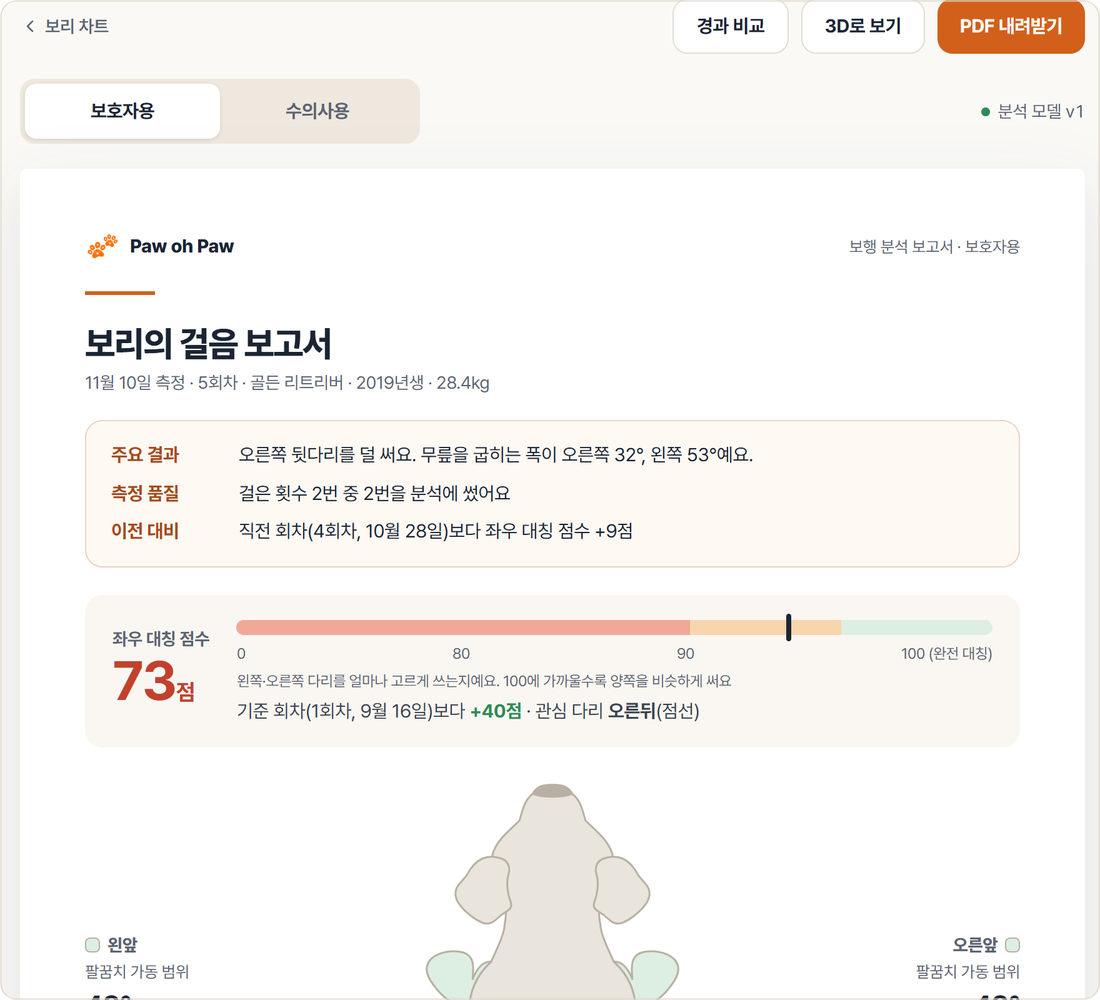 보리 차트
경과 비교
3D로 보기
PDF 내려받기
보호자용
수의사용
분석 모델 v1
Paw oh Paw
보행 분석 보고서 · 보호자용
보리의 걸음 보고서
11월 10일 측정 · 5회차 · 골든 리트리버 · 2019년생 · 28.4kg
주요 결과 오른쪽 뒷다리를 덜 써요. 무릎을 굽히는 폭이 오른쪽 32°, 왼쪽 53°예요.
측정 품질 걸은 횟수 2번 중 2번을 분석에 썼어요
이전 대비 직전 회차(4회차, 10월 28일)보다 좌우 대칭 점수 +9점
좌우 대칭 점수
73점
0 80 90 100 (완전 대칭)
왼쪽·오른쪽 다리를 얼마나 고르게 쓰는지예요. 100에 가까울수록 양쪽을 비슷하게 써요
기준 회차(1회차, 9월 16일)보다 +40점 · 관심 다리 오른뒤(점선)
왼앞
팔꿈치 가동 범위
오른앞
팔꿈치 가동 범위